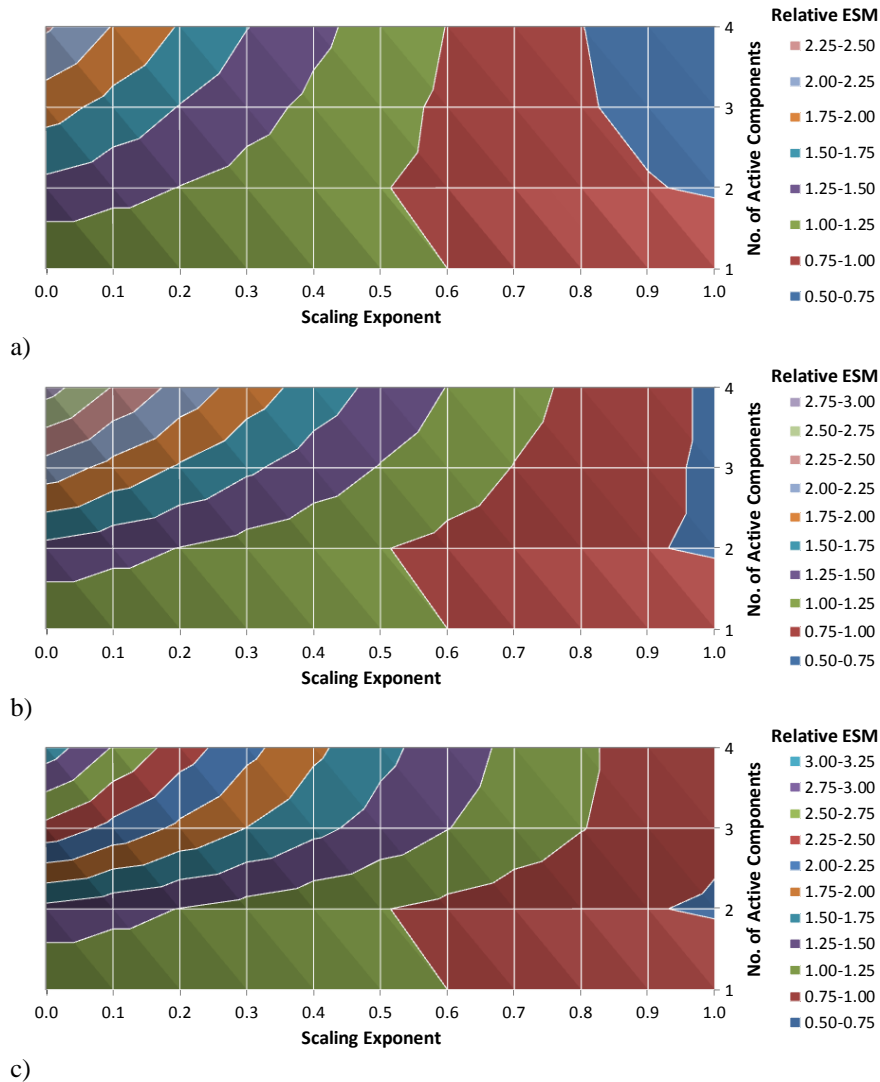 Relative ESM
2.25-2.50
2.00-2.25
1.75-2.00
1.50-1.75
1.25-1.50
1.00-1.25
0.75-1.00
0.50-0.75
4
3
2
1
No. of Active Components
0.0 0.1 0.2 0.3 0.4 0.5 0.6 0.7 0.8 0.9 1.0
Scaling Exponent
a)
Relative ESM
2.75-3.00
2.50-2.75
2.25-2.50
2.00-2.25
1.75-2.00
1.50-1.75
1.25-1.50
1.00-1.25
0.75-1.00
0.50-0.75
4
3
2
1
No. of Active Components
0.0 0.1 0.2 0.3 0.4 0.5 0.6 0.7 0.8 0.9 1.0
Scaling Exponent
b)
Relative ESM
3.00-3.25
2.75-3.00
2.50-2.75
2.25-2.50
2.00-2.25
1.75-2.00
1.50-1.75
1.25-1.50
1.00-1.25
0.75-1.00
0.50-0.75
4
3
2
1
No. of Active Components
0.0 0.1 0.2 0.3 0.4 0.5 0.6 0.7 0.8 0.9 1.0
Scaling Exponent
c)